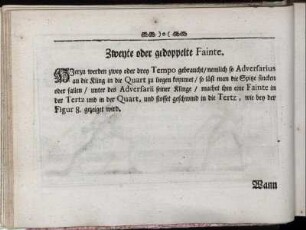 )o(
Zweyte oder gedoppelte Fainte.
Hierzu werden zwey oder drey Tempo gebraucht / nemlich so Adversarius
an die Kling in die Quart zu liegen kommet / so läst man die Spitze sincken
oder fallen / unter des Adversarii seiner Klinge / machet ihm eine Fainte in
der Tertz und in der Quart, und stosset geschwind in die Tertz, wie bey der
Figur 8. gezeiget wird.
Wann